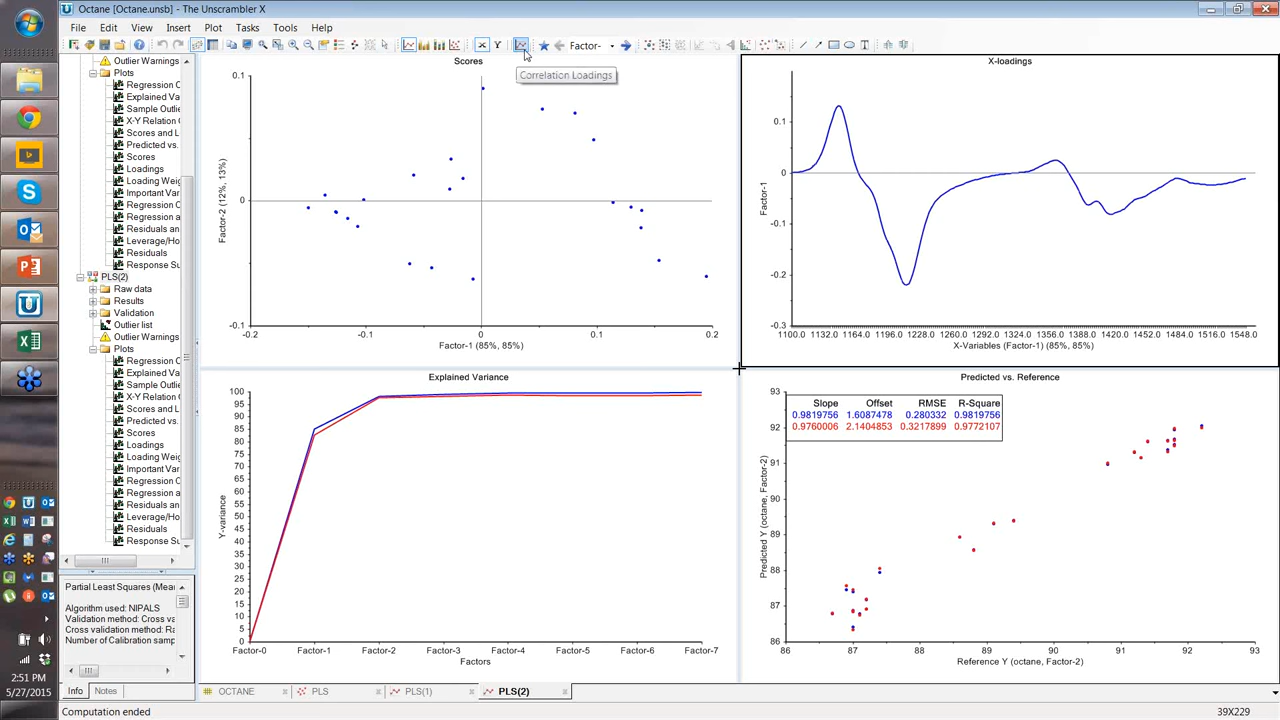 Octane [Octane.unsb] - The Unscrambler X
File Edit View Insert Plot Tasks Tools Help
X Y Factor-
Correlation Loadings
Outlier Warnings
Plots
Regression C
Explained Va
Sample Outlie
X-Y Relation C
Scores and L
Predicted vs.
Scores
Loadings
Loading Weig
Important Var
Regression C
Regression a
Residuals an
Leverage/Ho
Residuals
Response Su
PLS(2)
Raw data
Results
Validation
Outlier list
Outlier Warnings
Plots
Regression C
Explained Va
Sample Outlie
X-Y Relation C
Scores and L
Predicted vs.
Scores
Loadings
Loading Weig
Important Var
Regression C
Regression a
Residuals an
Leverage/Ho
Residuals
Response Su
Partial Least Squares (Mea
Algorithm used: NIPALS
Validation method: Cross va
Cross validation method: Ra
Number of Calibration samp
Info Notes
Scores
0.1
0
-0.1
Factor-2 (12%, 13%)
-0.2 -0.1 0 0.1 0.2
Factor-1 (85%, 85%)
X-loadings
0.1
0
-0.1
-0.2
-0.3
Factor-1
1100.0 1132.0 1164.0 1196.0 1228.0 1260.0 1292.0 1324.0 1356.0 1388.0 1420.0 1452.0 1484.0 1516.0 1548.0
X-Variables (Factor-1) (85%, 85%)
Explained Variance
100
95
90
85
80
75
70
65
60
55
50
45
40
35
30
25
20
15
10
5
0
Y-variance
Factor-0 Factor-1 Factor-2 Factor-3 Factor-4 Factor-5 Factor-6 Factor-7
Factors
Predicted vs. Reference
Slope Offset RMSE R-Square
0.9819756 1.6087478 0.280332 0.9819756
0.9760006 2.1404853 0.3217899 0.9772107
93
92
91
90
89
88
87
86
Predicted Y (octane, Factor-2)
86 87 88 89 90 91 92 93
Reference Y (octane, Factor-2)
OCTANE PLS PLS(1) PLS(2)
2:51 PM
5/27/2015
Computation ended
39X229